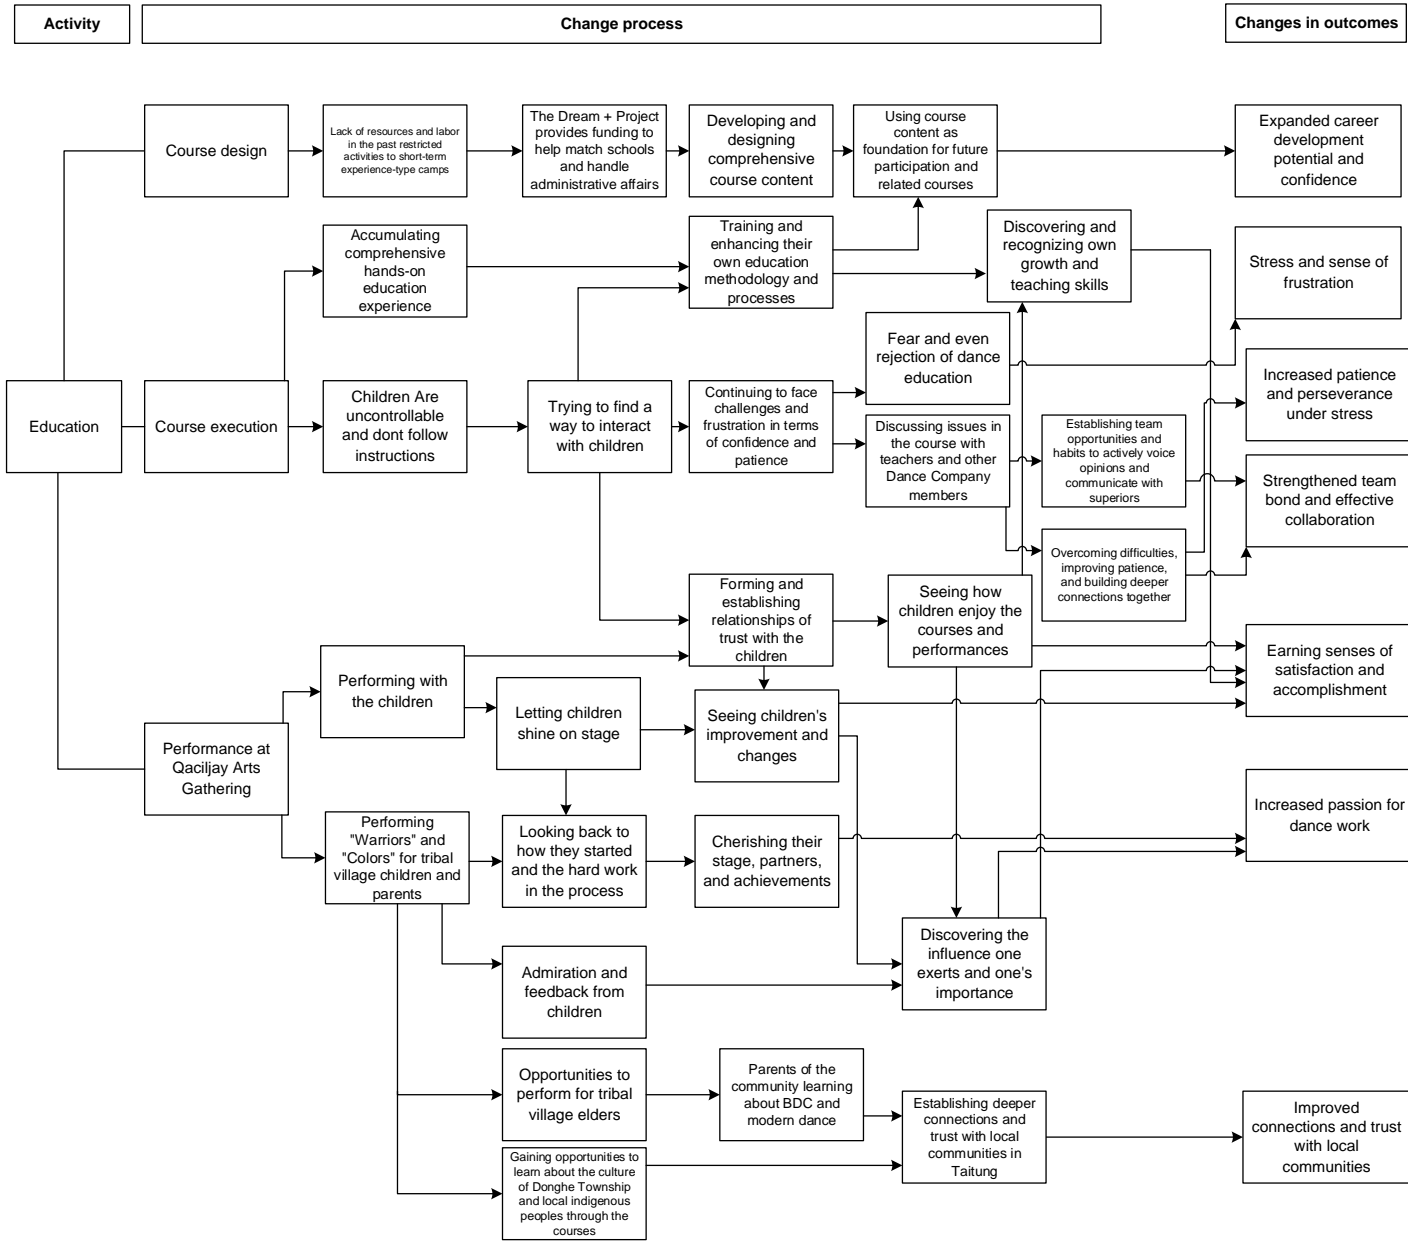 Activity
Change process
Changes in outcomes
Course design
Lack of resources and labor
in the past restricted
activities to short-term
experience-type camps
The Dream + Project
provides funding to
help match schools
and handle
administrative affairs
Developing and
designing
comprehensive
course content
Using course
content as
foundation for future
participation and
related courses
Expanded career
development
potential and
confidence
Accumulating
comprehensive
hands-on
education
experience
Training and
enhancing their
own education
methodology and
processes
Discovering and
recognizing own
growth and
teaching skills
Stress and sense of
frustration
Fear and even
rejection of dance
education
Increased patience
and perseverance
under stress
Education
Course execution
Children Are
uncontrollable
and dont follow
instructions
Trying to find a
way to interact
with children
Continuing to face
challenges and
frustration in terms
of confidence and
patience
Discussing issues in
the course with
teachers and other
Dance Company
members
Establishing team
opportunities and
habits to actively voice
opinions and
communicate with
superiors
Strengthened team
bond and effective
collaboration
Overcoming difficulties,
improving patience,
and building deeper
connections together
Forming and
establishing
relationships of
trust with the
children
Seeing how
children enjoy the
courses and
performances
Earning senses of
satisfaction and
accomplishment
Performing with
the children
Letting children
shine on stage
Seeing children's
improvement and
changes
Performance at
Qaciljay Arts
Gathering
Performing
"Warriors" and
"Colors" for tribal
village children and
parents
Looking back to
how they started
and the hard work
in the process
Cherishing their
stage, partners,
and achievements
Increased passion for
dance work
Admiration and
feedback from
children
Discovering the
influence one
exerts and one's
importance
Opportunities to
perform for tribal
village elders
Parents of the
community learning
about BDC and
modern dance
Establishing deeper
connections and
trust with local
communities in
Taitung
Improved
connections and trust
with local
communities
Gaining opportunities to
learn about the culture
of Donghe Township
and local indigenous
peoples through the
courses